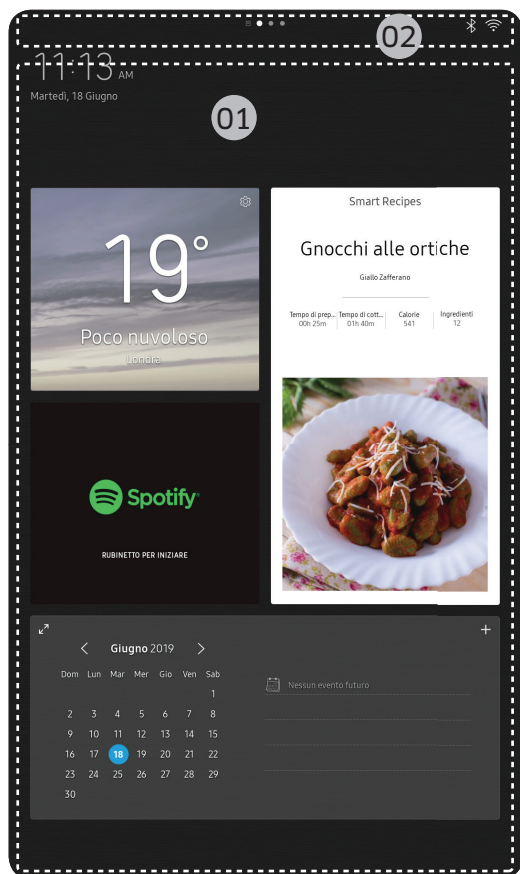 02
11:13 AM
Martedì, 18 Giugno
01
19°
Poco nuvoloso
Londra
Smart Recipes
Gnocchi alle ortiche
Giallo Zafferano
Tempo di prep... Tempo di cott... Calorie Ingredienti
00h 25m 01h 40m 541 12
Spotify
RUBINETTO PER INIZIARE
Giugno 2019
Dom Lun Mar Mer Gio Ven Sab
1
2 3 4 5 6 7 8
9 10 11 12 13 14 15
16 17 18 19 20 21 22
23 24 25 26 27 28 29
30
Nessun evento futuro